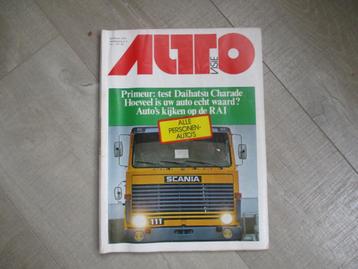 AUTO
VISIE
Primeur: test Daihatsu Charade
Hoeveel is uw auto echt waard?
Auto's kijken op de RAI
ALLE
PERSONEN-
AUTO'S
SCANIA
111